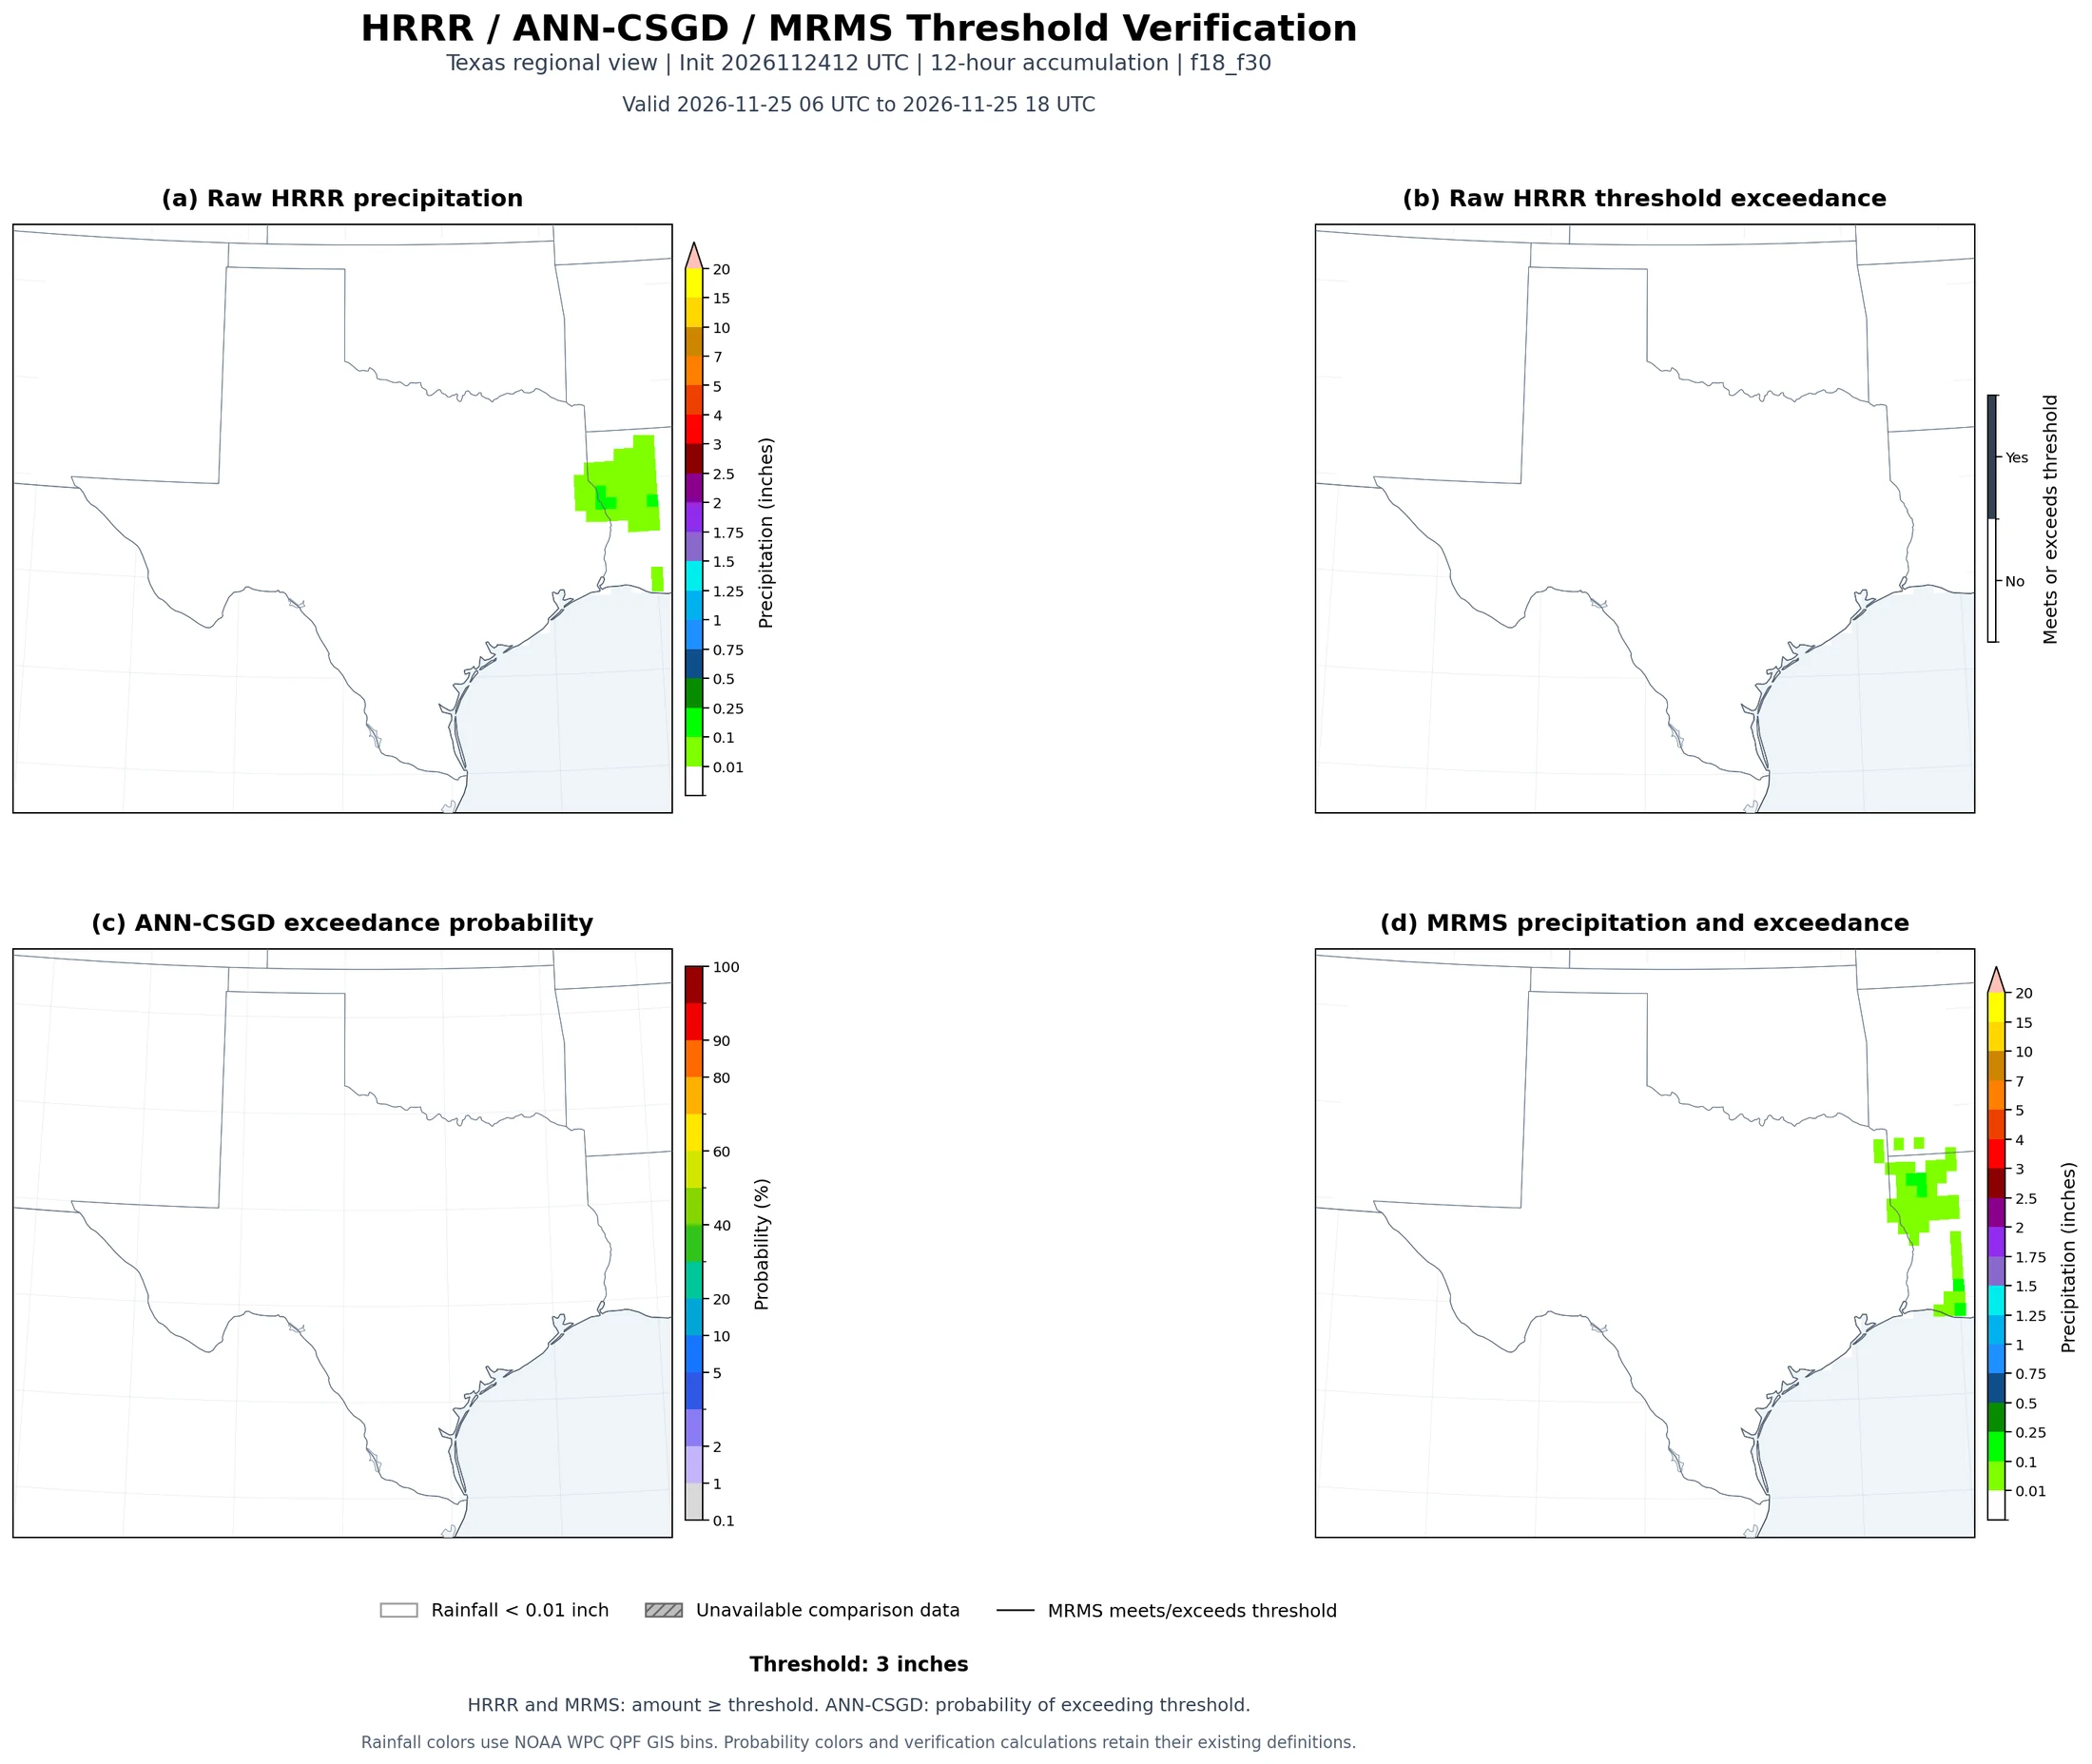 HRRR / ANN-CSGD / MRMS Threshold Verification
Texas regional view | Init 2026112412 UTC | 12-hour accumulation | f18_f30
Valid 2026-11-25 06 UTC to 2026-11-25 18 UTC
(a) Raw HRRR precipitation
20
15
10
7
5
4
3
2.5
2
1.75
1.5
1.25
1
0.75
0.5
0.25
0.1
0.01
Precipitation (inches)
(b) Raw HRRR threshold exceedance
Yes
No
Meets or exceeds threshold
(c) ANN-CSGD exceedance probability
100
90
80
60
40
20
10
5
2
1
0.1
Probability (%)
(d) MRMS precipitation and exceedance
20
15
10
7
5
4
3
2.5
2
1.75
1.5
1.25
1
0.75
0.5
0.25
0.1
0.01
Precipitation (inches)
Rainfall < 0.01 inch
Unavailable comparison data
MRMS meets/exceeds threshold
Threshold: 3 inches
HRRR and MRMS: amount ≥ threshold. ANN-CSGD: probability of exceeding threshold.
Rainfall colors use NOAA WPC QPF GIS bins. Probability colors and verification calculations retain their existing definitions.